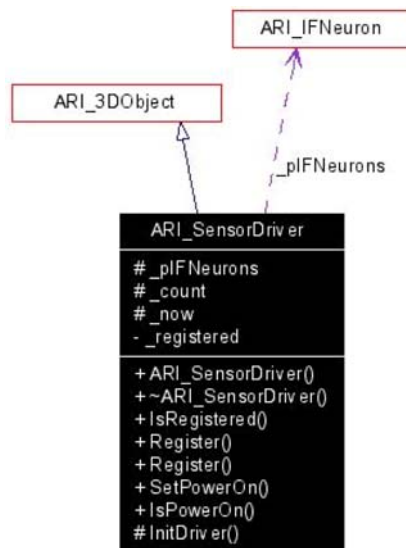 ARI_IFNeuron
ARI_3DObject
_pIFNeurons
ARI_SensorDriver
# _pIFNeurons
# _count
# _now
- _registered
+ ARI_SensorDriver()
+ ~ARI_SensorDriver()
+ IsRegistered()
+ Register()
+ Register()
+ SetPowerOn()
+ IsPowerOn()
# InitDriver()